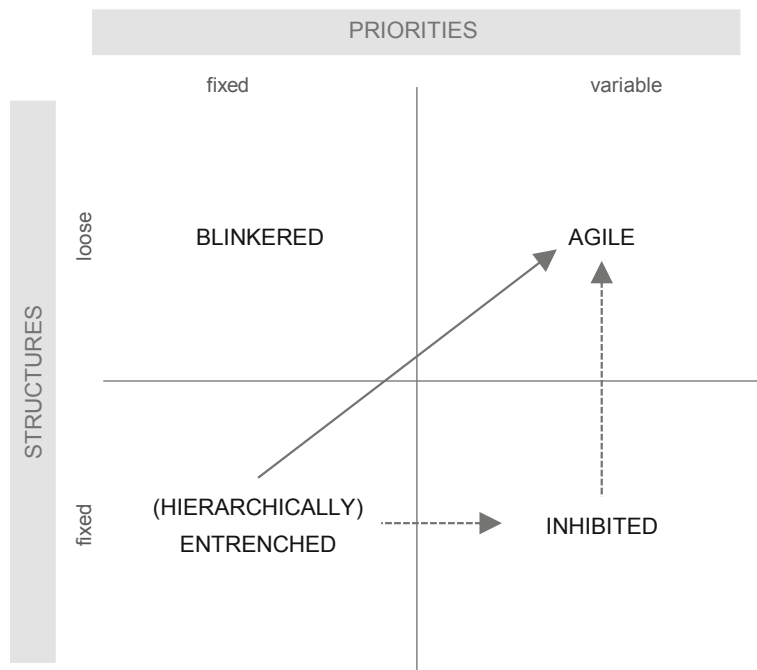 PRIORITIES
fixed
variable
STRUCTURES
loose
BLINKERED
AGILE
fixed
(HIERARCHICALLY)
ENTRENCHED
INHIBITED